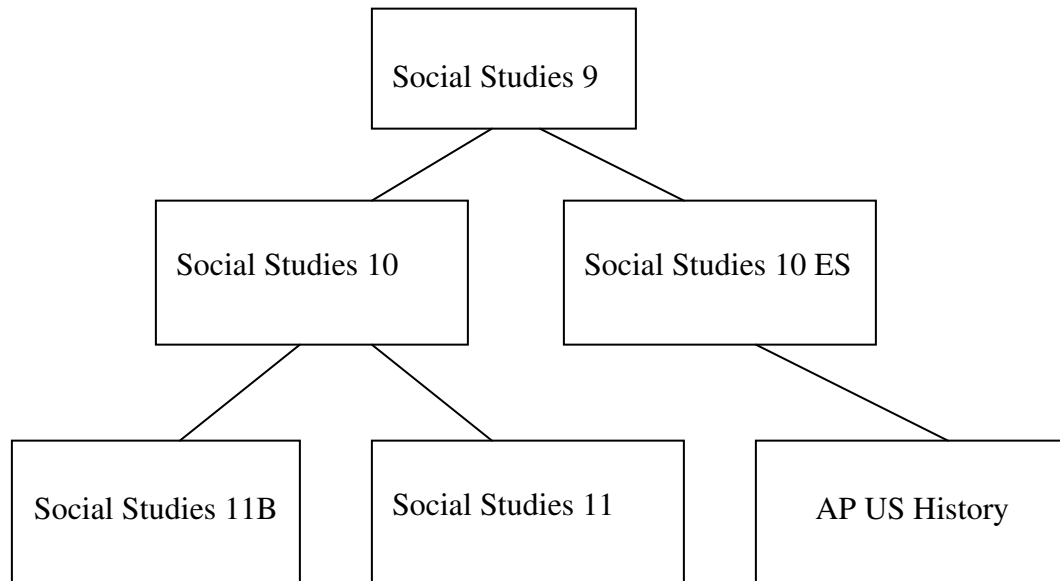 Social Studies 9
Social Studies 10
Social Studies 10 ES
Social Studies 11B
Social Studies 11
AP US History